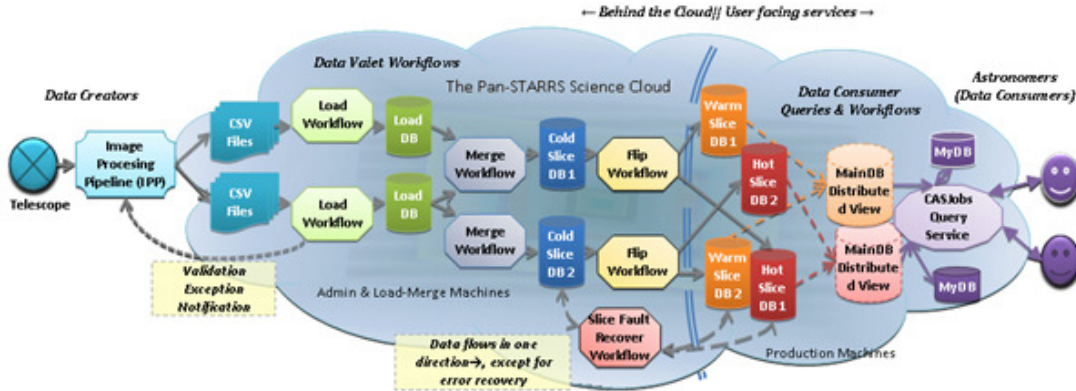 ← Behind the Cloud|| User facing services →
Data Valet Workflows
The Pan-STARRS Science Cloud
Data Creators
Data Consumer
Queries & Workflows
Astronomers
(Data Consumers)
Telescope
Image
Procesing
Pipeline (IPP)
CSV
Files
CSV
Files
Load
Workflow
Load
Workflow
Load
DB
Load
DB
Merge
Workflow
Merge
Workflow
Cold
Slice
DB 1
Cold
Slice
DB 2
Flip
Workflow
Flip
Workflow
Warm
Slice
DB 1
Hot
Slice
DB 2
Warm
Slice
DB 2
Hot
Slice
DB 1
MainDB
Distribute
d View
MainDB
Distribute
d View
MyDB
CASJobs
Query
Service
MyDB
Validation
Exception
Notification
Admin & Load-Merge Machines
Slice Fault
Recover
Workflow
Data flows in one
direction→, except for
error recovery
Production Machines